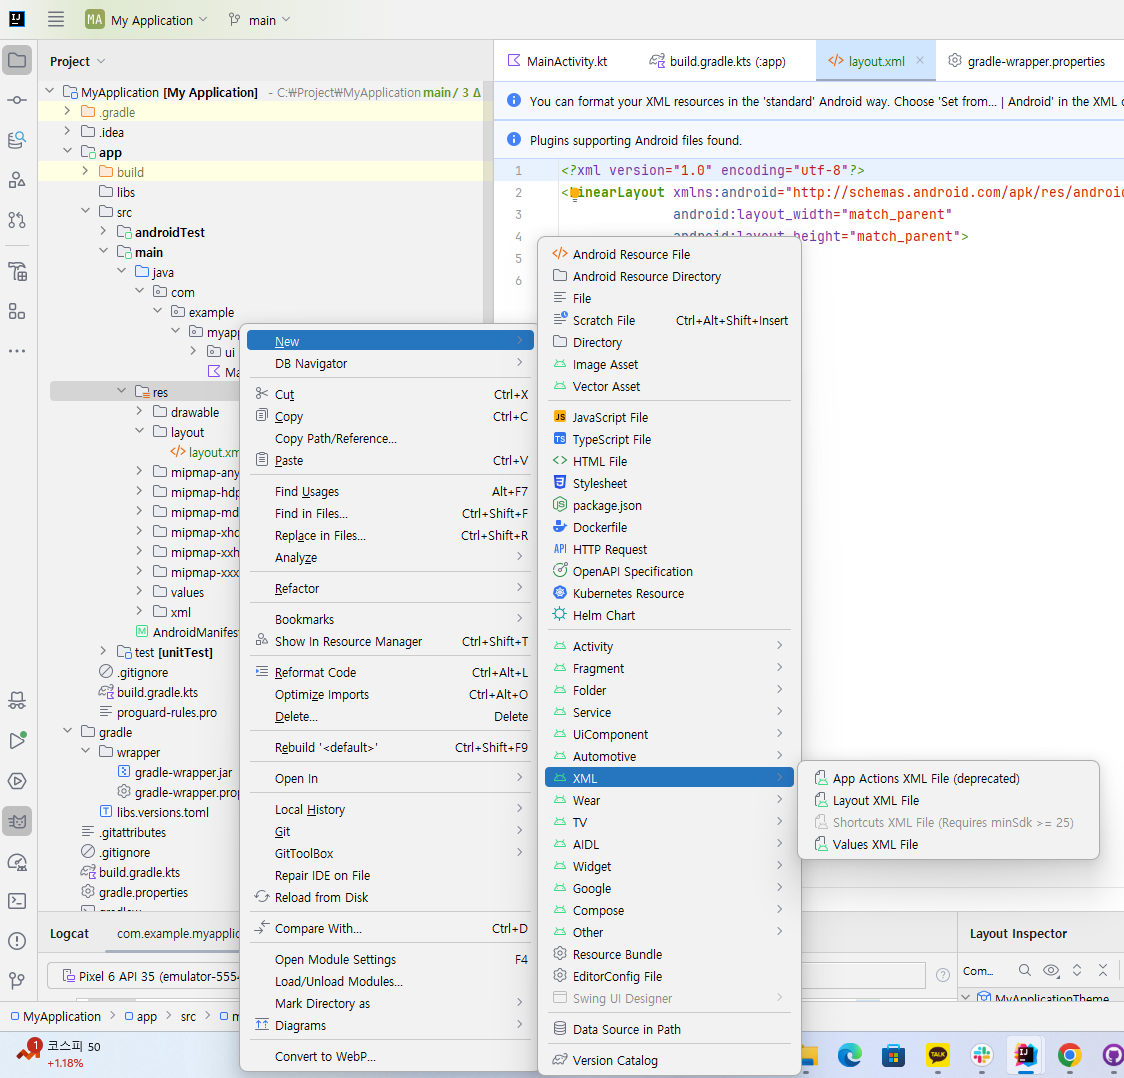 IJ
MA My Application main
Project
MyApplication [My Application] - C:₩Project₩MyApplication main / 3 Δ
.gradle
.idea
app
build
libs
src
androidTest
main
java
com
example
myapp
ui
Ma
res
drawable
layout
layout.xm
mipmap-any
mipmap-hdp
mipmap-md
mipmap-xhd
mipmap-xxh
mipmap-xxx
values
xml
AndroidManifes
test [unitTest]
.gitignore
build.gradle.kts
proguard-rules.pro
gradle
wrapper
gradle-wrapper.jar
gradle-wrapper.prop
libs.versions.toml
.gitattributes
.gitignore
build.gradle.kts
gradle.properties
MainActivity.kt
build.gradle.kts (:app)
layout.xml
gradle-wrapper.properties
You can format your XML resources in the 'standard' Android way. Choose 'Set from... | Android' in the XML c
Plugins supporting Android files found.
1 <?xml version="1.0" encoding="utf-8"?>
2 <LinearLayout xmlns:android="http://schemas.android.com/apk/res/android
3 android:layout_width="match_parent"
4 android:layout_height="match_parent">
5
6
New
DB Navigator
Cut Ctrl+X
Copy Ctrl+C
Copy Path/Reference...
Paste Ctrl+V
Find Usages Alt+F7
Find in Files... Ctrl+Shift+F
Replace in Files... Ctrl+Shift+R
Analyze
Refactor
Bookmarks
Show In Resource Manager Ctrl+Shift+T
Reformat Code Ctrl+Alt+L
Optimize Imports Ctrl+Alt+O
Delete... Delete
Rebuild '<default>' Ctrl+Shift+F9
Open In
Local History
Git
GitToolBox
Repair IDE on File
Reload from Disk
Compare With... Ctrl+D
Open Module Settings F4
Load/Unload Modules...
Mark Directory as
Diagrams
Convert to WebP...
Android Resource File
Android Resource Directory
File
Scratch File Ctrl+Alt+Shift+Insert
Directory
Image Asset
Vector Asset
JS JavaScript File
TS TypeScript File
HTML File
Stylesheet
package.json
Dockerfile
API HTTP Request
OpenAPI Specification
Kubernetes Resource
Helm Chart
Activity
Fragment
Folder
Service
UiComponent
Automotive
XML
Wear
TV
AIDL
Widget
Google
Compose
Other
Resource Bundle
EditorConfig File
Swing UI Designer
Data Source in Path
Version Catalog
App Actions XML File (deprecated)
Layout XML File
Shortcuts XML File (Requires minSdk >= 25)
Values XML File
Logcat com.example.myapplic
Pixel 6 API 35 (emulator-5554
Layout Inspector
Com...
MyApplicationTheme
MyApplication > app > src > m
1 코스피 50
+1.18%
TALK
IJ